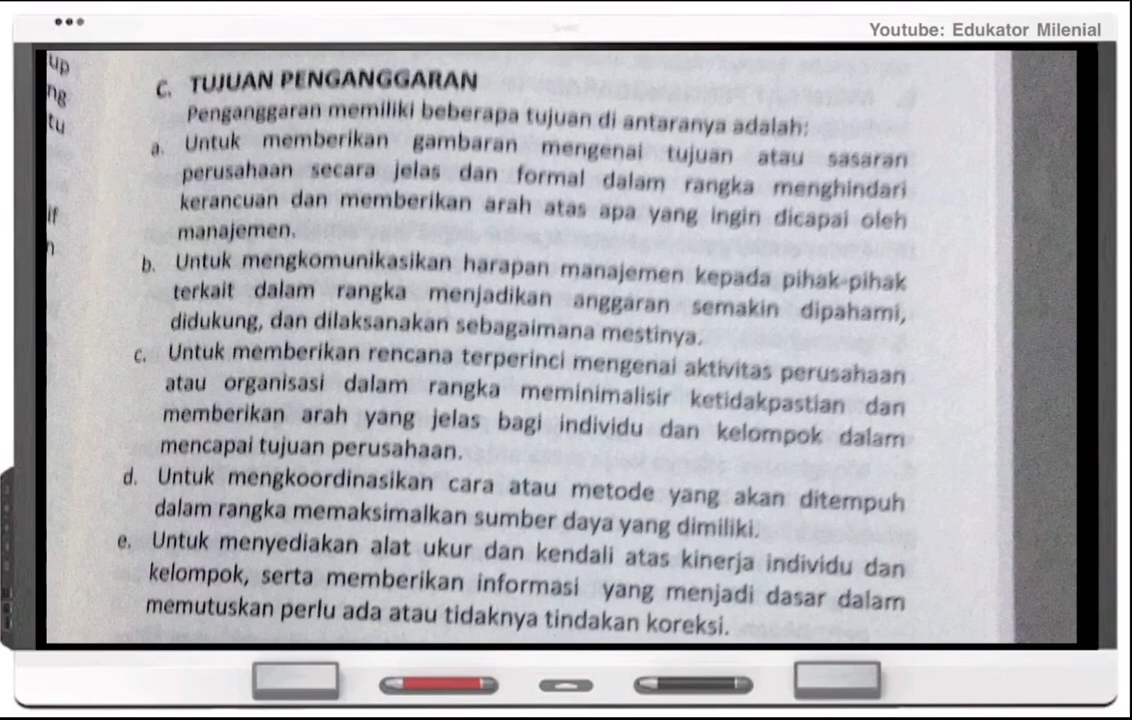 Youtube: Edukator Milenial
up
ng
tu
if
C. TUJUAN PENGANGGARAN
Penganggaran memiliki beberapa tujuan di antaranya adalah:
a. Untuk memberikan gambaran mengenai tujuan atau sasaran
perusahaan secara jelas dan formal dalam rangka menghindari
kerancuan dan memberikan arah atas apa yang ingin dicapai oleh
manajemen.
b. Untuk mengkomunikasikan harapan manajemen kepada pihak-pihak
terkait dalam rangka menjadikan anggaran semakin dipahami,
didukung, dan dilaksanakan sebagaimana mestinya.
c. Untuk memberikan rencana terperinci mengenai aktivitas perusahaan
atau organisasi dalam rangka meminimalisir ketidakpastian dan
memberikan arah yang jelas bagi individu dan kelompok dalam
mencapai tujuan perusahaan.
d. Untuk mengkoordinasikan cara atau metode yang akan ditempuh
dalam rangka memaksimalkan sumber daya yang dimiliki.
e. Untuk menyediakan alat ukur dan kendali atas kinerja individu dan
kelompok, serta memberikan informasi yang menjadi dasar dalam
memutuskan perlu ada atau tidaknya tindakan koreksi.